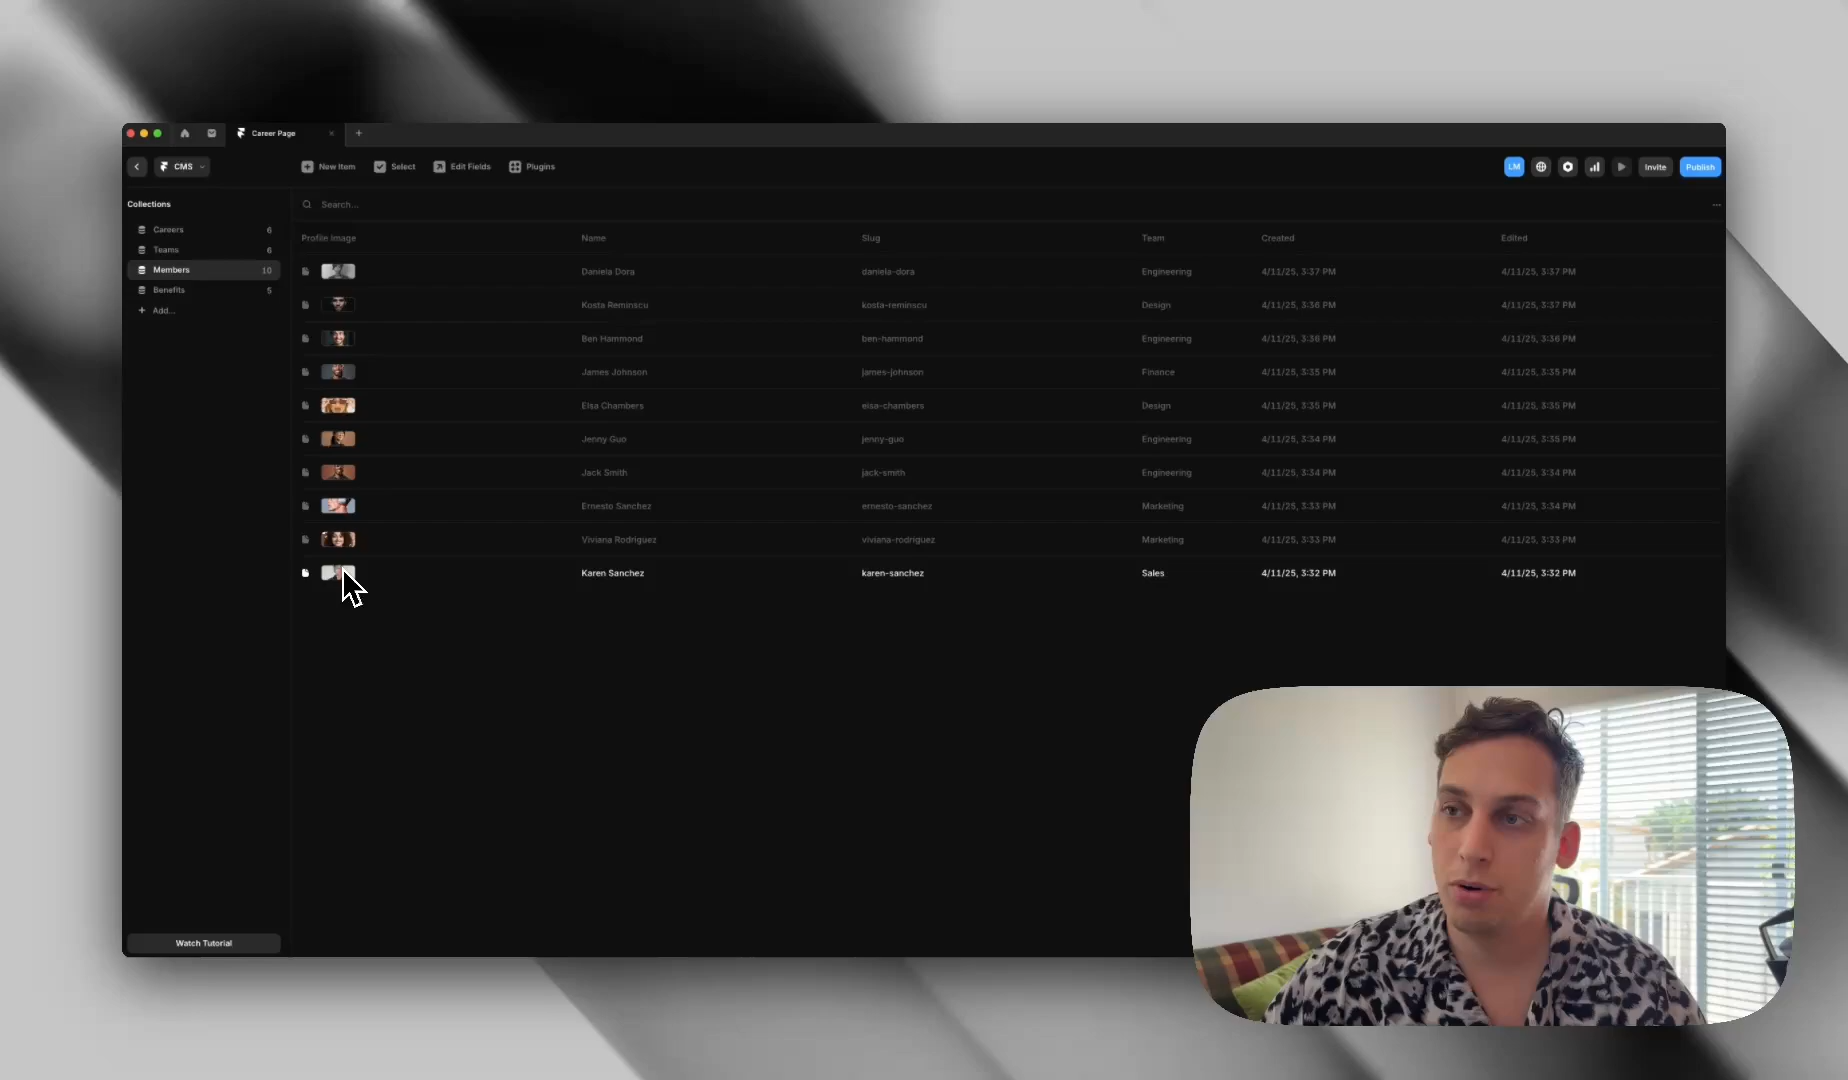 Career Page
CMS
New Item
Select
Edit Fields
Plugins
LM
Invite
Publish
Collections
Careers 6
Teams 6
Members 10
Benefits 5
Add...
Search...
Profile Image Name Slug Team Created Edited
Daniela Dora daniela-dora Engineering 4/11/25, 3:37 PM 4/11/25, 3:37 PM
Kosta Reminscu kosta-reminscu Design 4/11/25, 3:36 PM 4/11/25, 3:37 PM
Ben Hammond ben-hammond Engineering 4/11/25, 3:36 PM 4/11/25, 3:36 PM
James Johnson james-johnson Finance 4/11/25, 3:35 PM 4/11/25, 3:35 PM
Elsa Chambers elsa-chambers Design 4/11/25, 3:35 PM 4/11/25, 3:35 PM
Jenny Guo jenny-guo Engineering 4/11/25, 3:34 PM 4/11/25, 3:35 PM
Jack Smith jack-smith Engineering 4/11/25, 3:34 PM 4/11/25, 3:34 PM
Ernesto Sanchez ernesto-sanchez Marketing 4/11/25, 3:33 PM 4/11/25, 3:34 PM
Viviana Rodriguez viviana-rodriguez Marketing 4/11/25, 3:33 PM 4/11/25, 3:33 PM
Karen Sanchez karen-sanchez Sales 4/11/25, 3:32 PM 4/11/25, 3:32 PM
Watch Tutorial